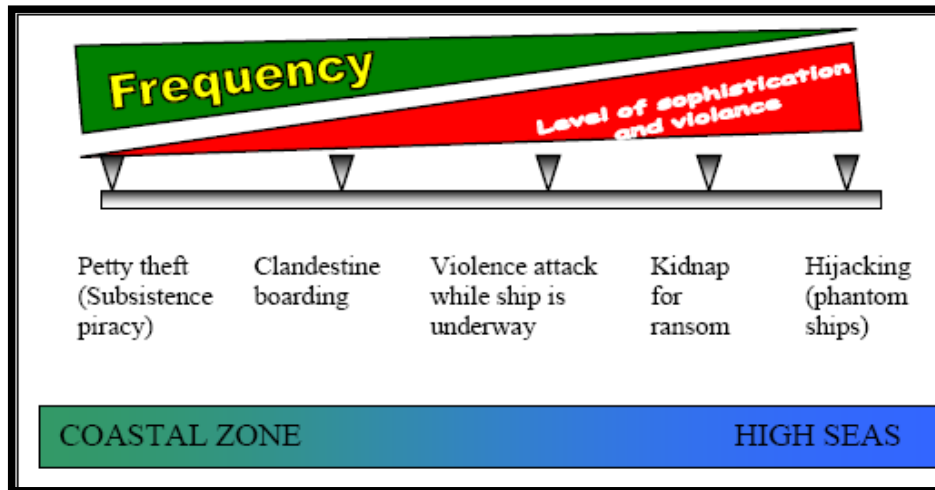 Frequency
Level of sophistication
and violance
Petty theft
(Subsistence
piracy)
Clandestine
boarding
Violence attack
while ship is
underway
Kidnap
for
ransom
Hijacking
(phantom
ships)
COASTAL ZONE
HIGH SEAS